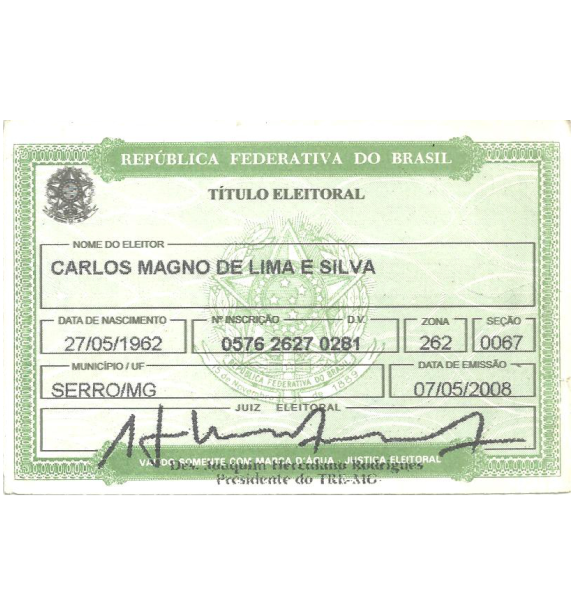 REPÚBLICA FEDERATIVA DO BRASIL
TÍTULO ELEITORAL
NOME DO ELEITOR
CARLOS MAGNO DE LIMA E SILVA
DATA DE NASCIMENTO Nº INSCRIÇÃO D.V. ZONA SEÇÃO
27/05/1962 0576 2627 0281 262 0067
MUNICÍPIO / UF DATA DE EMISSÃO
SERRO/MG 07/05/2008
REPÚBLICA FEDERATIVA DO BRASIL
15 de Novembro de 1889
JUIZ ELEITORAL
VÁLIDO SOMENTE COM MARCA D'ÁGUA - JUSTIÇA ELEITORAL
Des. Joaquim Herculano Rodrigues
Presidente do TRE-MG